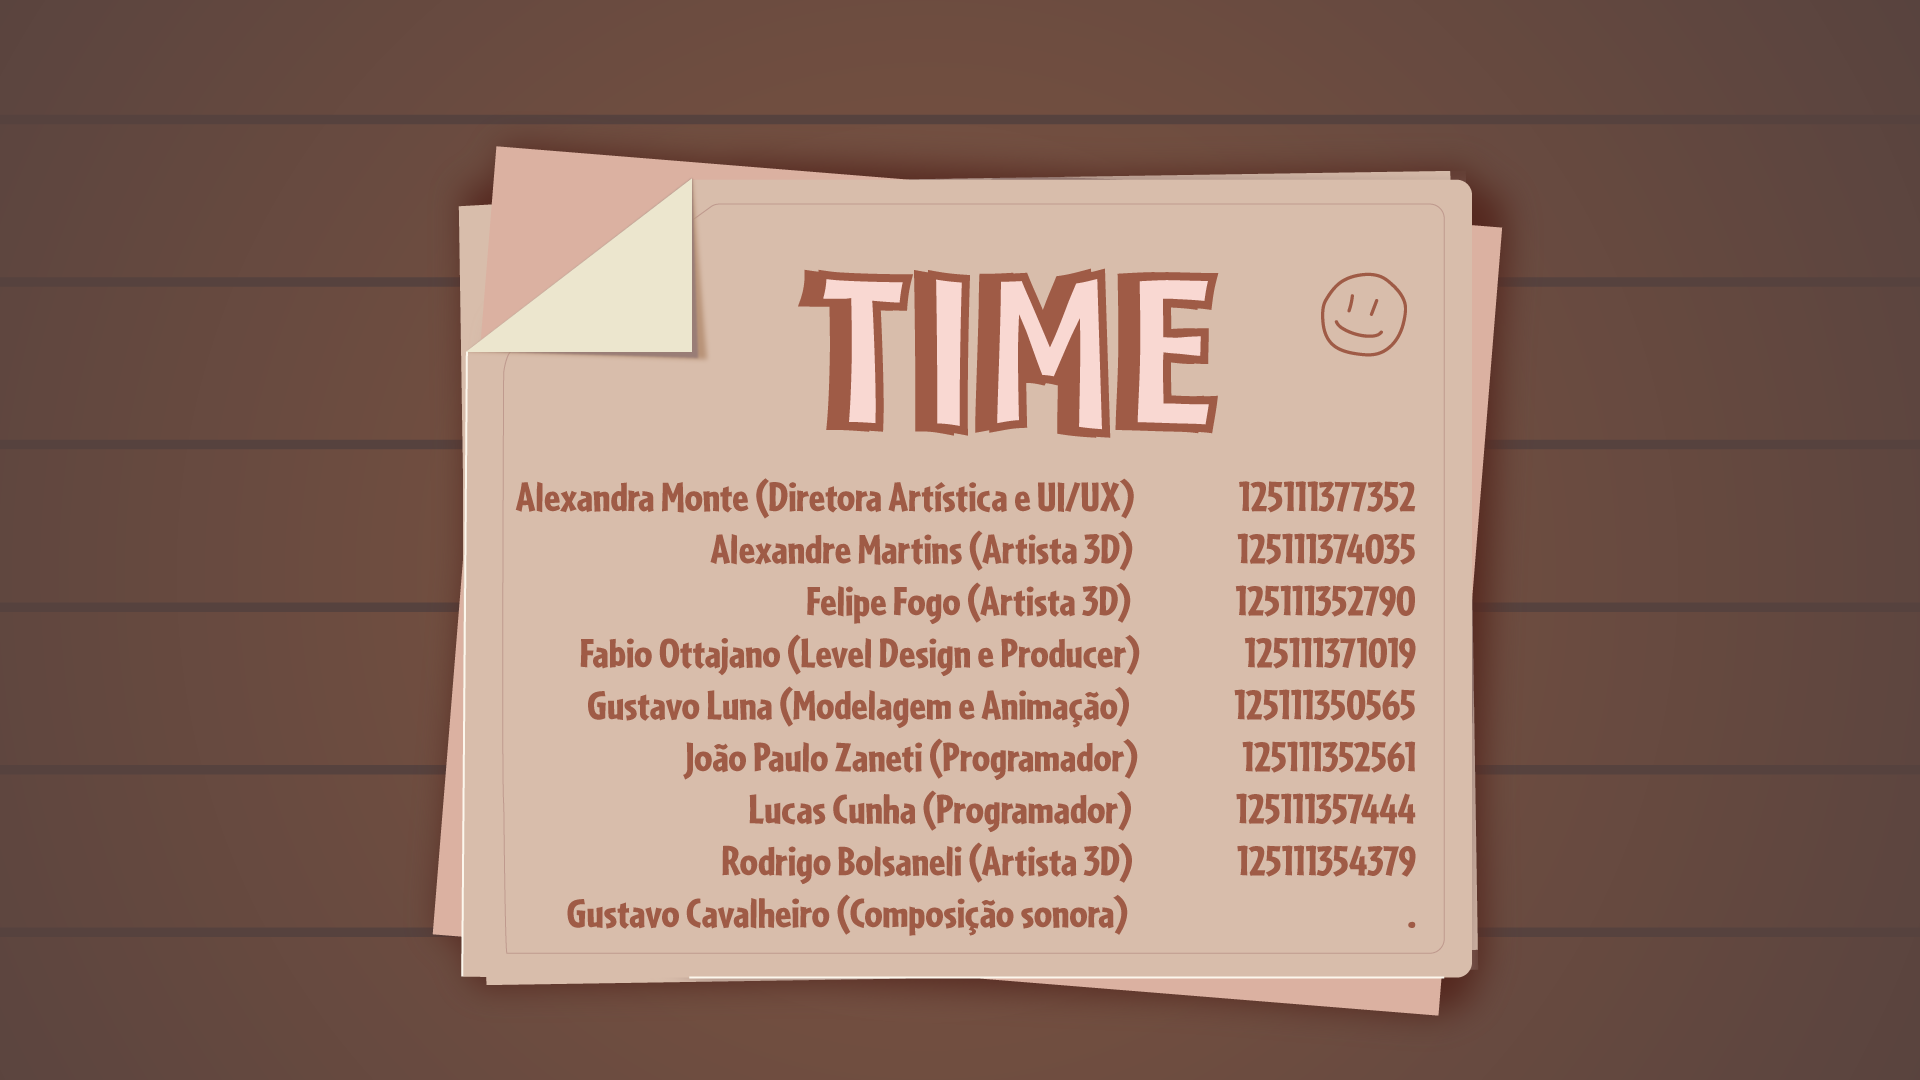 TIME
Alexandra Monte (Diretora Artística e UI/UX) 125111377352
Alexandre Martins (Artista 3D) 125111374035
Felipe Fogo (Artista 3D) 125111352790
Fabio Ottajano (Level Design e Producer) 125111371019
Gustavo Luna (Modelagem e Animação) 125111350565
João Paulo Zaneti (Programador) 125111352561
Lucas Cunha (Programador) 125111357444
Rodrigo Bolsaneli (Artista 3D) 125111354379
Gustavo Cavalheiro (Composição sonora) .